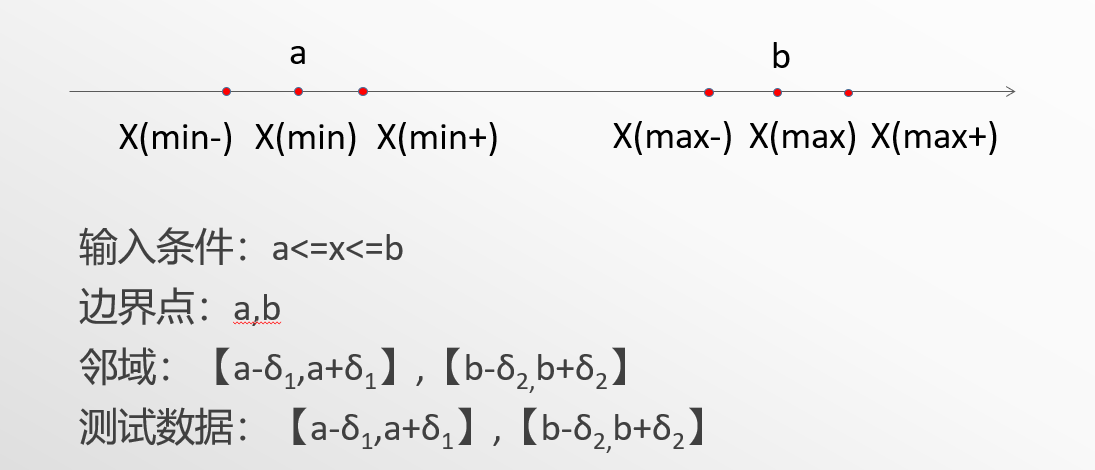 a b
X(min-) X(min) X(min+) X(max-) X(max) X(max+)
输入条件：a<=x<=b
边界点：a,b
邻域：【a-δ₁,a+δ₁】,【b-δ₂,b+δ₂】
测试数据：【a-δ₁,a+δ₁】,【b-δ₂,b+δ₂】